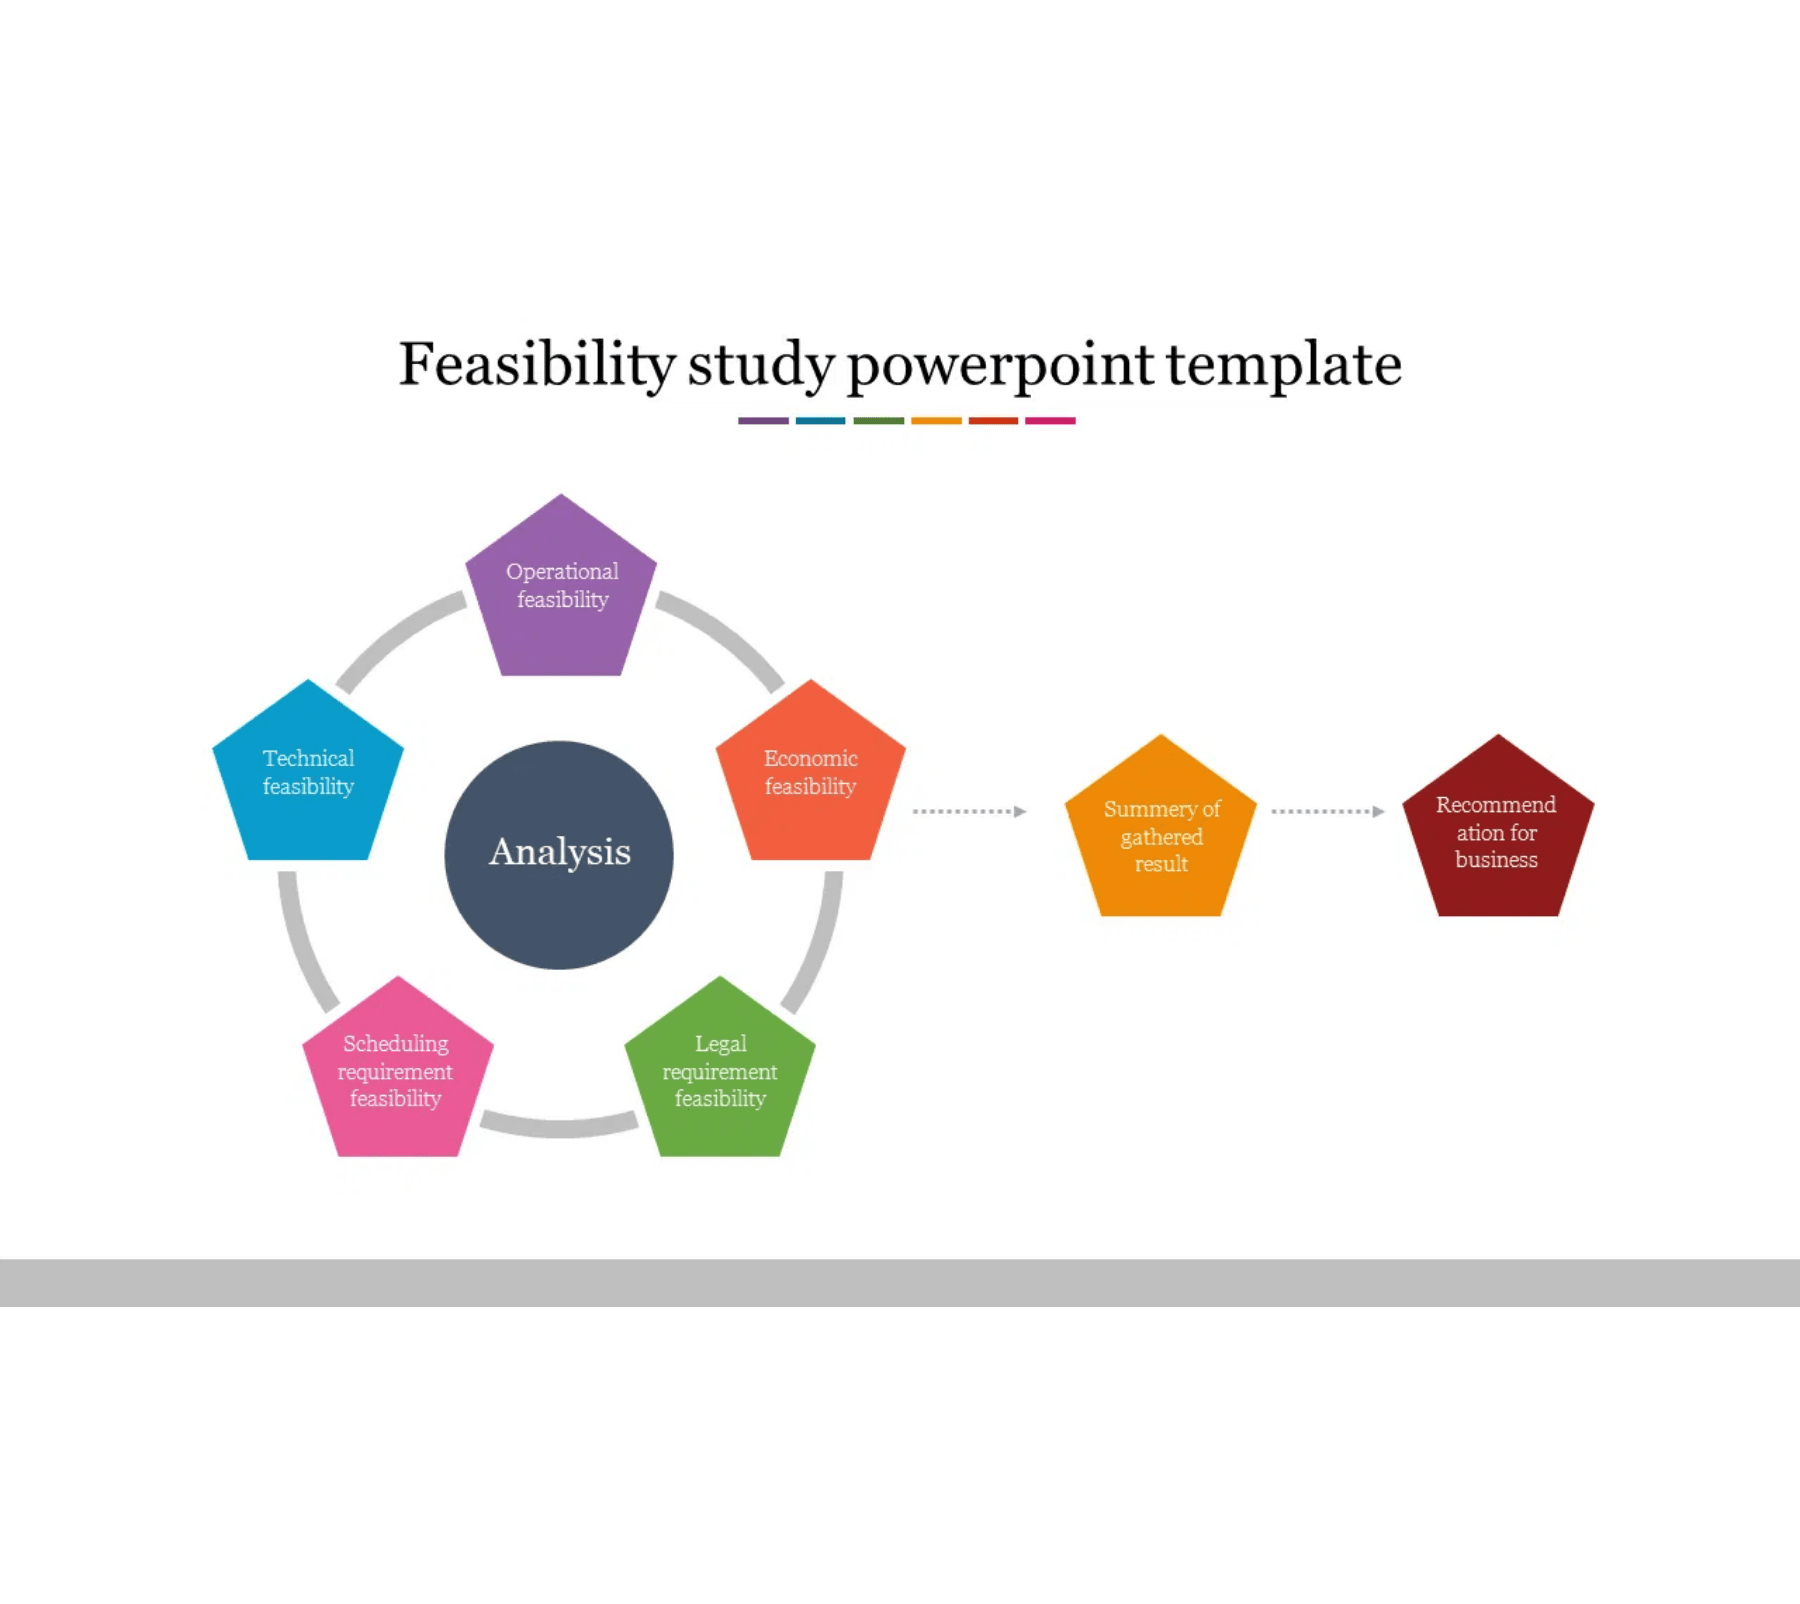 Feasibility study powerpoint template
Operational
feasibility
Technical
feasibility
Economic
feasibility
Analysis
Summery of
gathered
result
Recommend
ation for
business
Scheduling
requirement
feasibility
Legal
requirement
feasibility